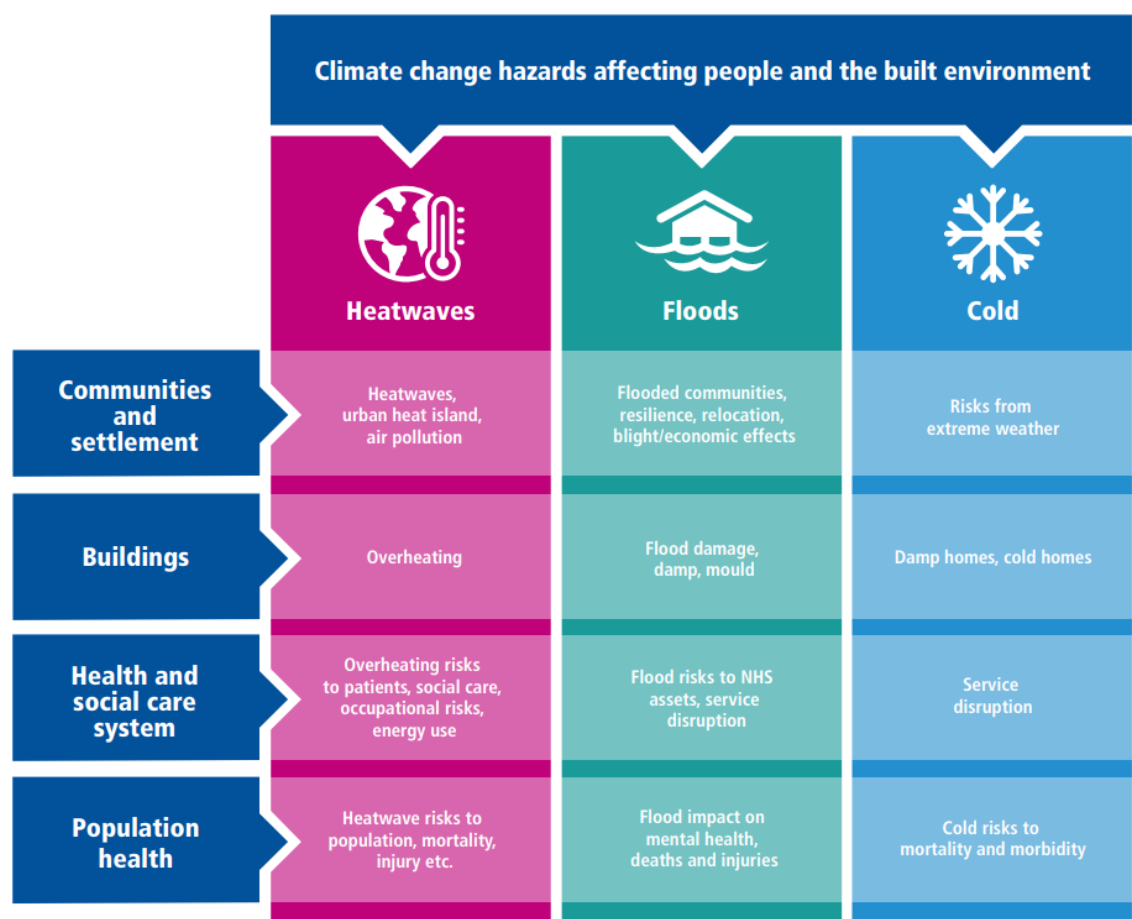 Climate change hazards affecting people and the built environment
Heatwaves
Floods
Cold
Communities
and
settlement
Heatwaves,
urban heat island,
air pollution
Flooded communities,
resilience, relocation,
blight/economic effects
Risks from
extreme weather
Buildings
Overheating
Flood damage,
damp, mould
Damp homes, cold homes
Health and
social care
system
Overheating risks
to patients, social care,
occupational risks,
energy use
Flood risks to NHS
assets, service
disruption
Service
disruption
Population
health
Heatwave risks to
population, mortality,
injury etc.
Flood impact on
mental health,
deaths and injuries
Cold risks to
mortality and morbidity